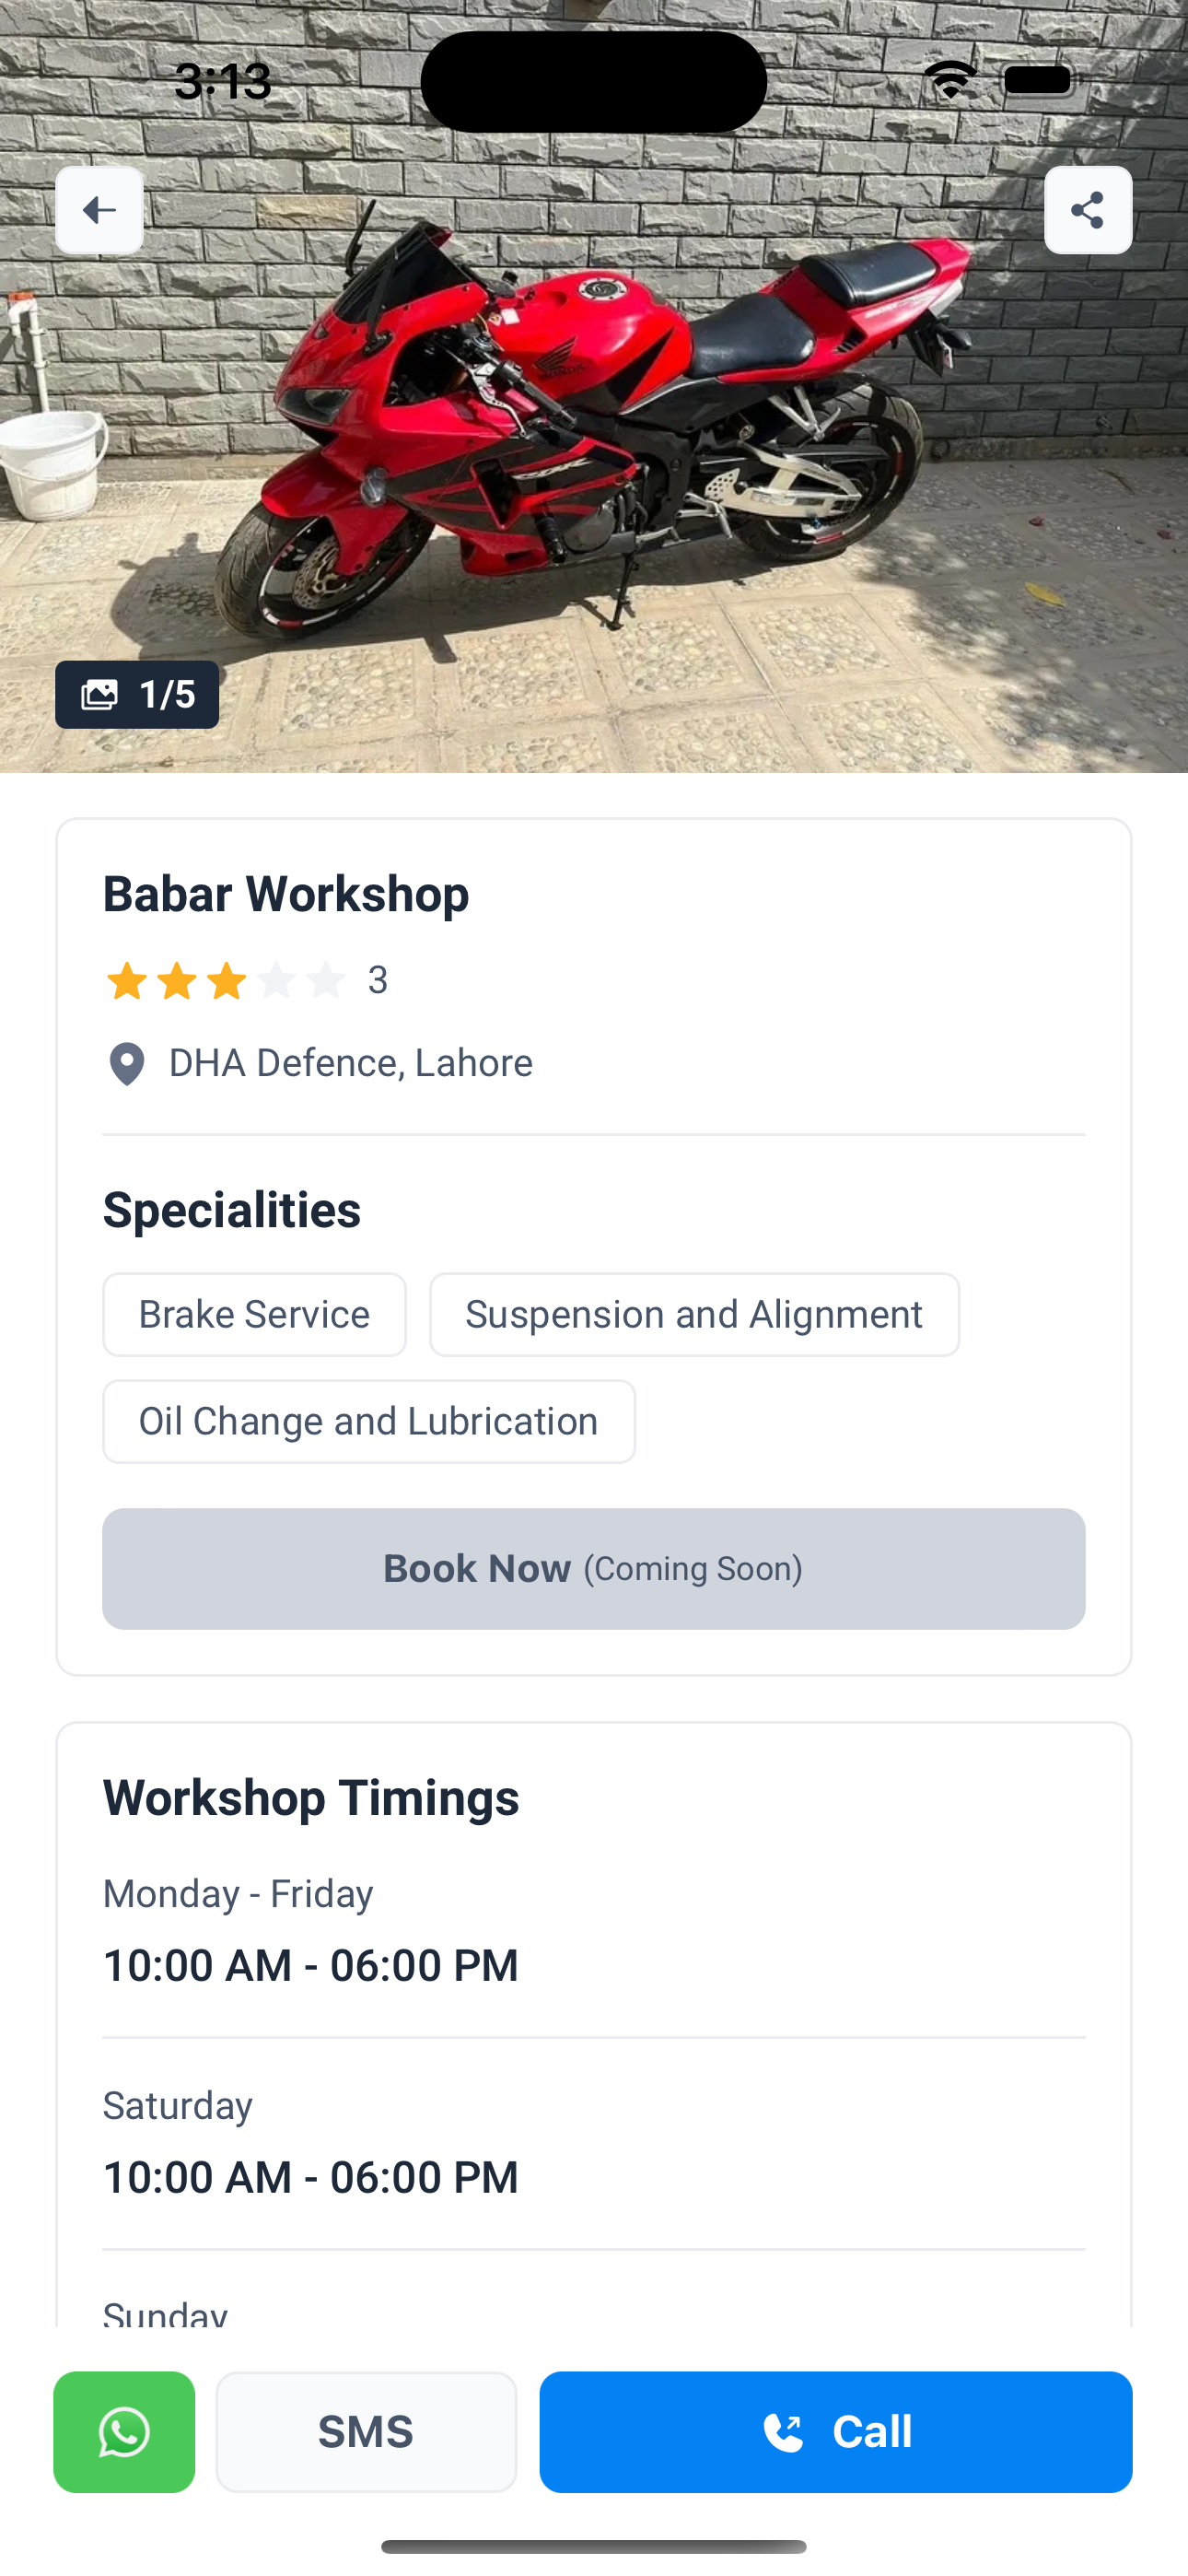 3:13
HONDA
CBR
1/5
Babar Workshop
3
DHA Defence, Lahore
Specialities
Brake Service
Suspension and Alignment
Oil Change and Lubrication
Book Now (Coming Soon)
Workshop Timings
Monday - Friday
10:00 AM - 06:00 PM
Saturday
10:00 AM - 06:00 PM
Sunday
SMS
Call